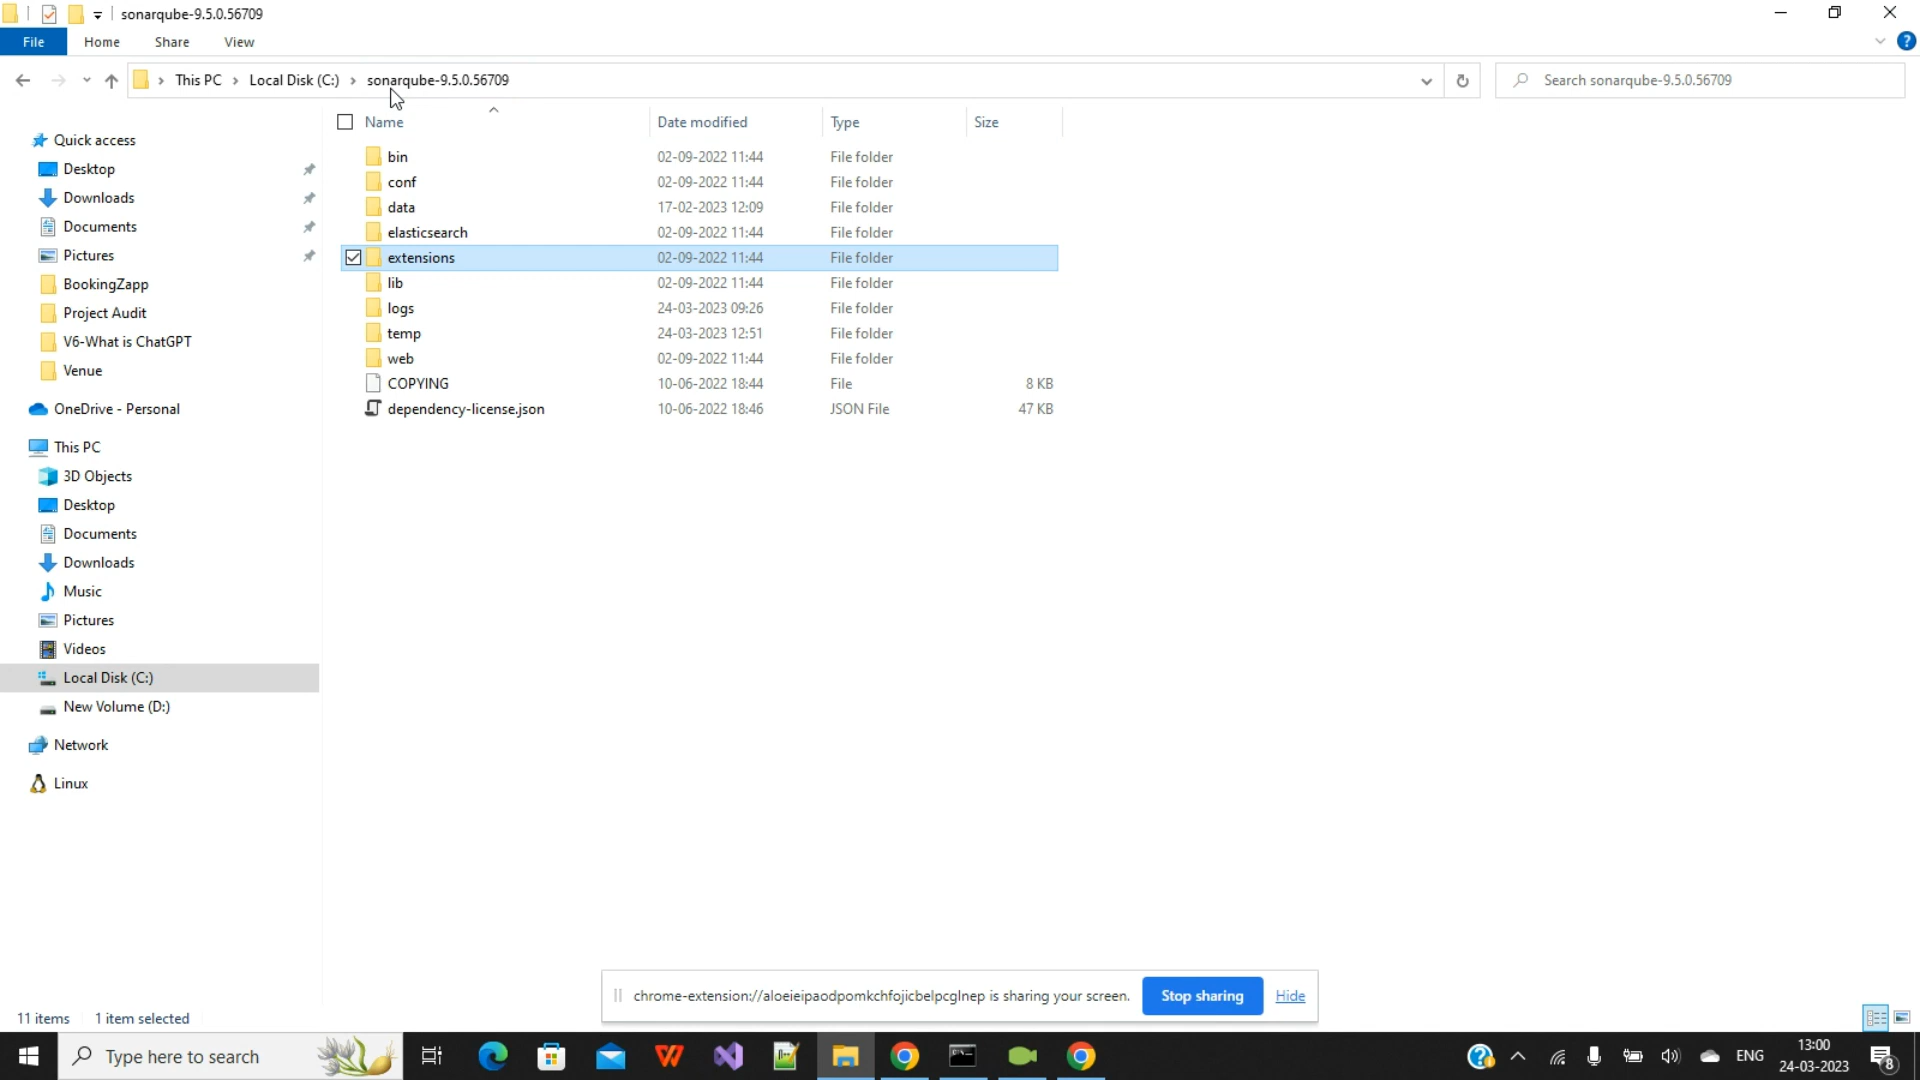 sonarqube-9.5.0.56709
File Home Share View
This PC Local Disk (C:) sonarqube-9.5.0.56709 Search sonarqube-9.5.0.56709
Name Date modified Type Size
bin 02-09-2022 11:44 File folder
conf 02-09-2022 11:44 File folder
data 17-02-2023 12:09 File folder
elasticsearch 02-09-2022 11:44 File folder
extensions 02-09-2022 11:44 File folder
lib 02-09-2022 11:44 File folder
logs 24-03-2023 09:26 File folder
temp 24-03-2023 12:51 File folder
web 02-09-2022 11:44 File folder
COPYING 10-06-2022 18:44 File 8 KB
dependency-license.json 10-06-2022 18:46 JSON File 47 KB
Quick access
Desktop
Downloads
Documents
Pictures
BookingZapp
Project Audit
V6-What is ChatGPT
Venue
OneDrive - Personal
This PC
3D Objects
Desktop
Documents
Downloads
Music
Pictures
Videos
Local Disk (C:)
New Volume (D:)
Network
Linux
chrome-extension://aloeieipaodpomkchfojicbelpcglnep is sharing your screen. Stop sharing Hide
11 items 1 item selected
Type here to search
ENG
13:00
24-03-2023
8